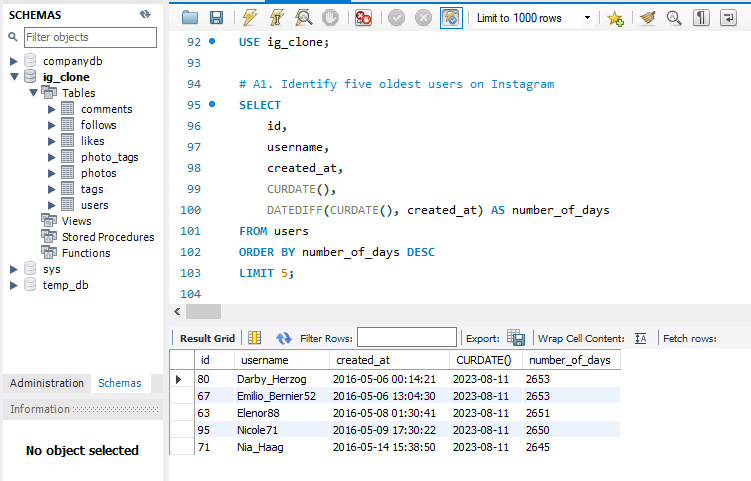 SCHEMAS
Filter objects
companydb
ig_clone
Tables
comments
follows
likes
photo_tags
photos
tags
users
Views
Stored Procedures
Functions
sys
temp_db
Administration Schemas
Information
No object selected
Limit to 1000 rows
92 USE ig_clone;
93
94 # A1. Identify five oldest users on Instagram
95 SELECT
96 id,
97 username,
98 created_at,
99 CURDATE(),
100 DATEDIFF(CURDATE(), created_at) AS number_of_days
101 FROM users
102 ORDER BY number_of_days DESC
103 LIMIT 5;
104
Result Grid Filter Rows: Export: Wrap Cell Content: Fetch rows:
id username created_at CURDATE() number_of_days
80 Darby_Herzog 2016-05-06 00:14:21 2023-08-11 2653
67 Emilio_Bernier52 2016-05-06 13:04:30 2023-08-11 2653
63 Elenor88 2016-05-08 01:30:41 2023-08-11 2651
95 Nicole71 2016-05-09 17:30:22 2023-08-11 2650
71 Nia_Haag 2016-05-14 15:38:50 2023-08-11 2645